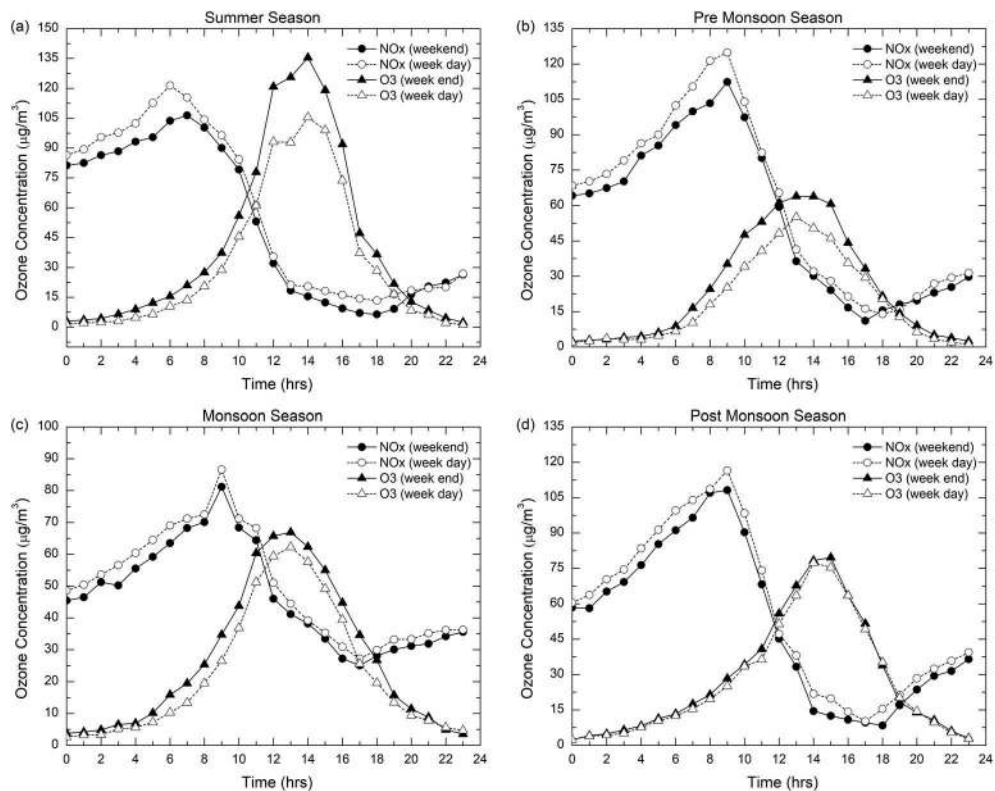 (a)
Summer Season
150
135
120
105
90
75
60
45
30
15
0
Ozone Concentration (μg/m³)
NOx (weekend)
NOx (week day)
O3 (week end)
O3 (week day)
0 2 4 6 8 10 12 14 16 18 20 22 24
Time (hrs)
(b)
Pre Monsoon Season
135
120
105
90
75
60
45
30
15
0
Ozone Concentration (μg/m³)
NOx (weekend)
NOx (week day)
O3 (week end)
O3 (week day)
0 2 4 6 8 10 12 14 16 18 20 22 24
Time (hrs)
(c)
Monsoon Season
100
90
80
70
60
50
40
30
20
10
0
Ozone Concentration (μg/m³)
NOx (weekend)
NOx (week day)
O3 (week end)
O3 (week day)
0 2 4 6 8 10 12 14 16 18 20 22 24
Time (hrs)
(d)
Post Monsoon Season
135
120
105
90
75
60
45
30
15
0
Ozone Concentration (μg/m³)
NOx (weekend)
NOx (week day)
O3 (week end)
O3 (week day)
0 2 4 6 8 10 12 14 16 18 20 22 24
Time (hrs)